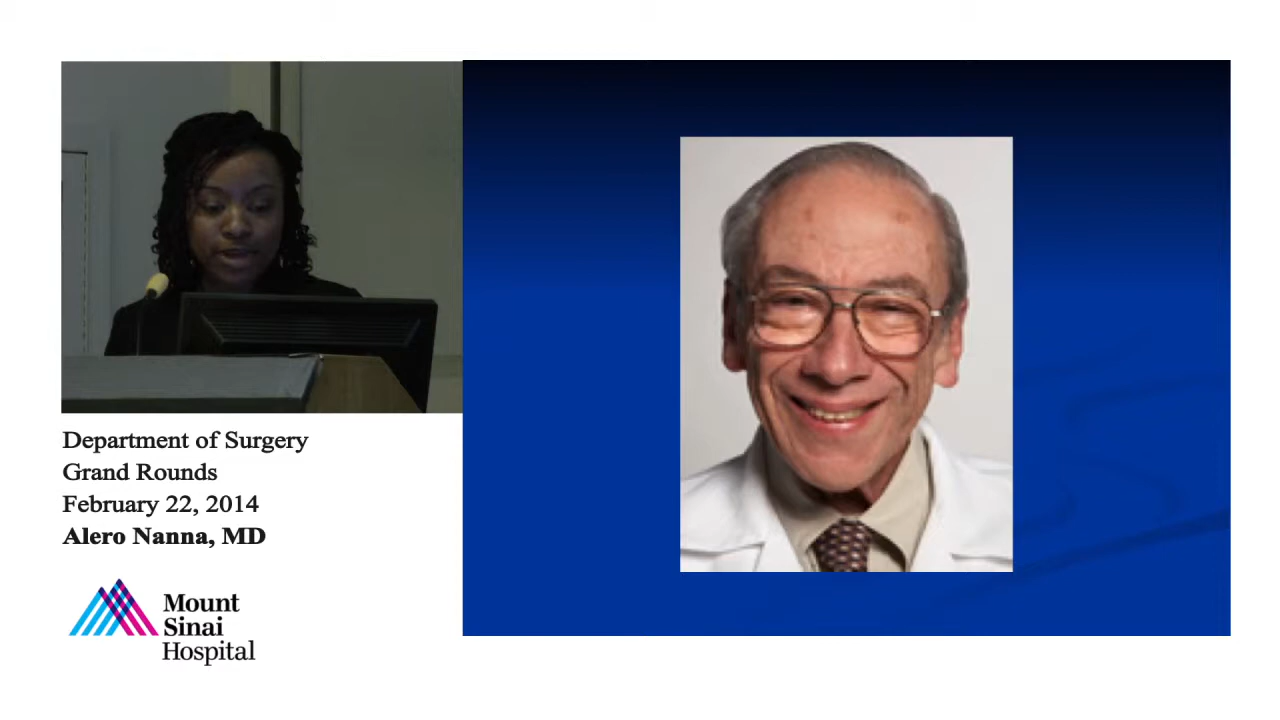 Department of Surgery
Grand Rounds
February 22, 2014
Alero Nanna, MD
Mount
Sinai
Hospital